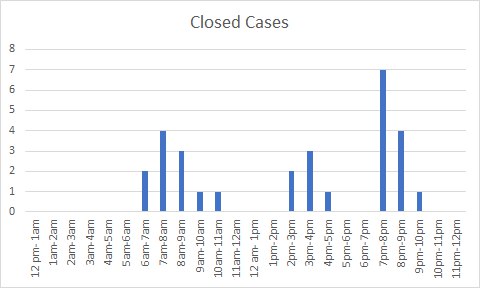 Closed Cases
8
7
6
5
4
3
2
1
0
12 pm- 1am
1am-2am
2am-3am
3am-4am
4am-5am
5am-6am
6am-7am
7am-8am
8am-9am
9am-10am
10am-11am
11am-12am
12 am- 1pm
1pm-2pm
2pm-3pm
3pm-4pm
4pm-5pm
5pm-6pm
6pm-7pm
7pm-8pm
8pm-9pm
9pm-10pm
10pm-11pm
11pm-12pm